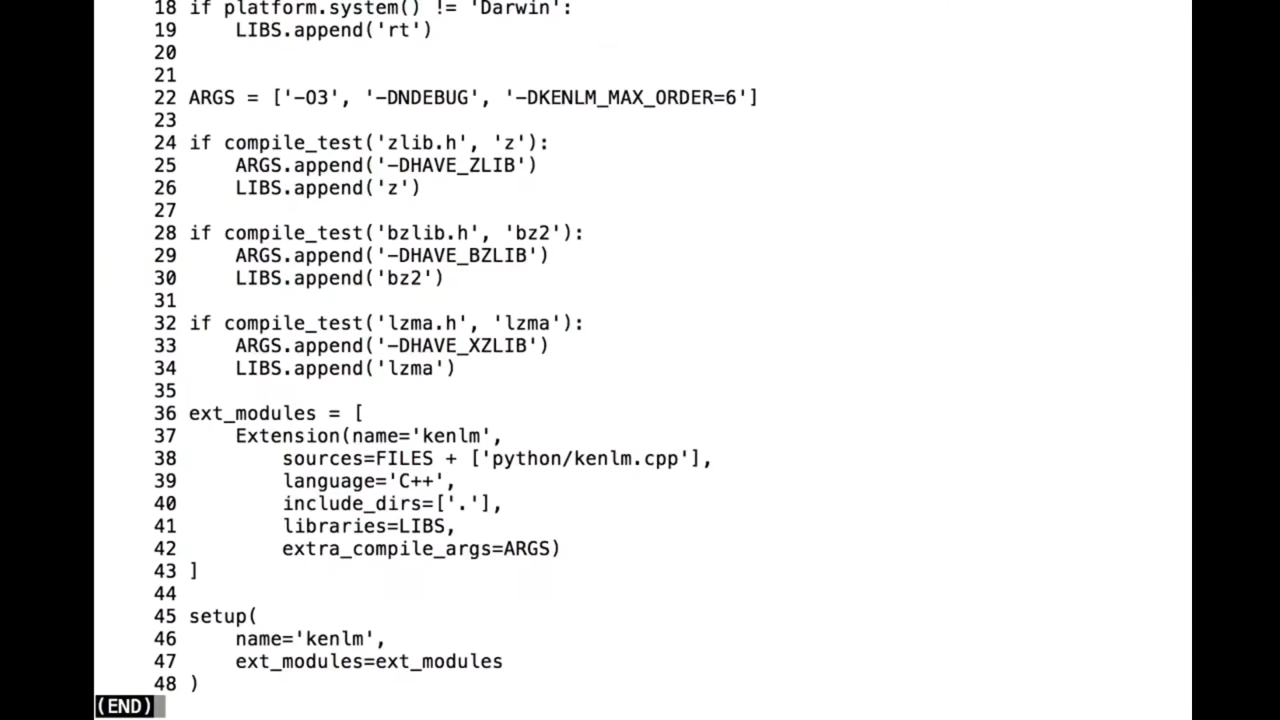 18 if platform.system() != 'Darwin':
19     LIBS.append('rt')
20
21
22 ARGS = ['-O3', '-DNDEBUG', '-DKENLM_MAX_ORDER=6']
23
24 if compile_test('zlib.h', 'z'):
25     ARGS.append('-DHAVE_ZLIB')
26     LIBS.append('z')
27
28 if compile_test('bzlib.h', 'bz2'):
29     ARGS.append('-DHAVE_BZLIB')
30     LIBS.append('bz2')
31
32 if compile_test('lzma.h', 'lzma'):
33     ARGS.append('-DHAVE_XZLIB')
34     LIBS.append('lzma')
35
36 ext_modules = [
37     Extension(name='kenlm',
38         sources=FILES + ['python/kenlm.cpp'],
39         language='C++',
40         include_dirs=['.'],
41         libraries=LIBS,
42         extra_compile_args=ARGS)
43 ]
44
45 setup(
46     name='kenlm',
47     ext_modules=ext_modules
48 )
(END)